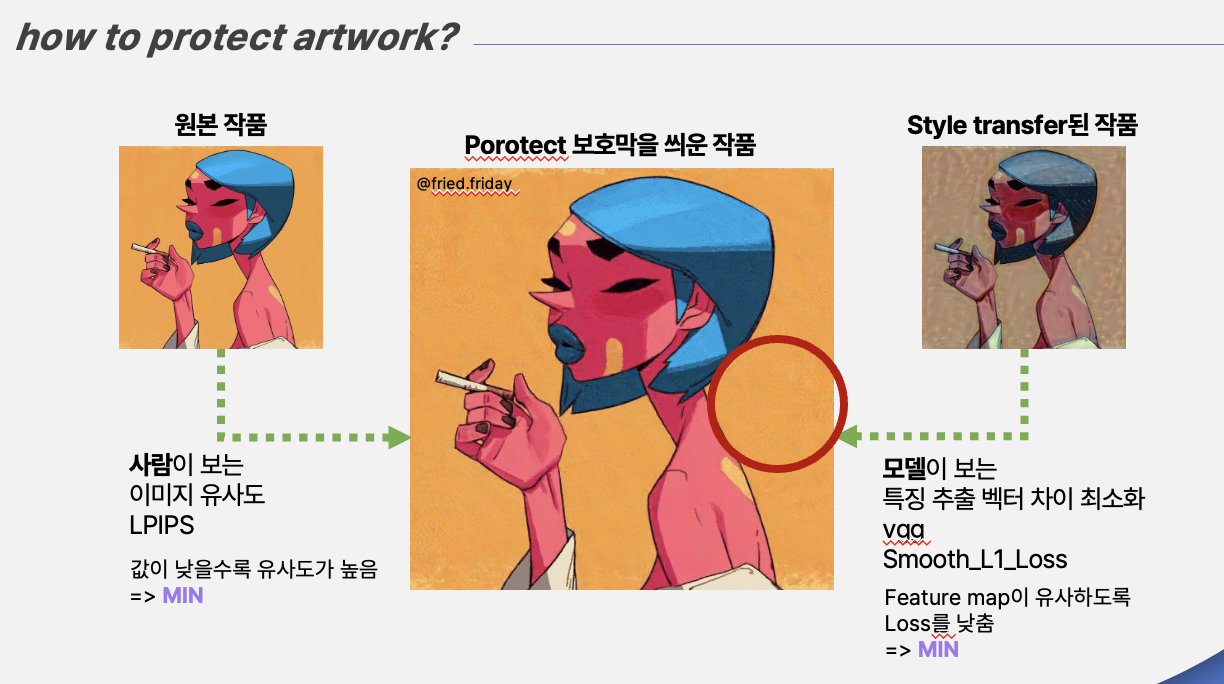 how to protect artwork?
원본 작품
Porotect 보호막을 씌운 작품
Style transfer된 작품
@fried.friday
사람이 보는
이미지 유사도
LPIPS
값이 낮을수록 유사도가 높음
=> MIN
모델이 보는
특징 추출 벡터 차이 최소화
vgg
Smooth_L1_Loss
Feature map이 유사하도록
Loss를 낮춤
=> MIN